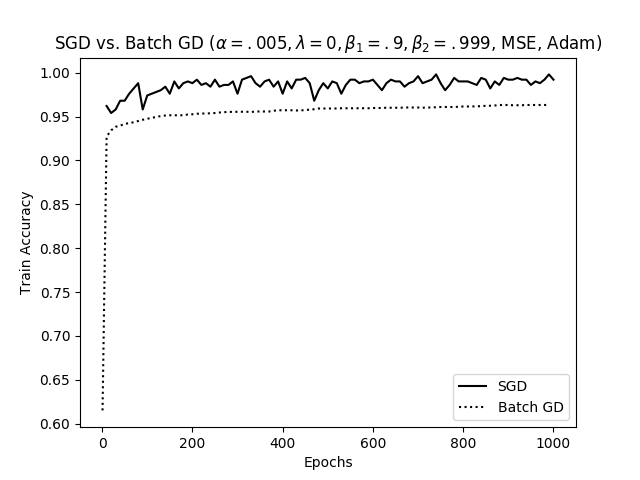 SGD vs. Batch GD (α = .005, λ = 0, β₁ = .9, β₂ = .999, MSE, Adam)
1.00
0.95
0.90
0.85
0.80
0.75
0.70
0.65
0.60
Train Accuracy
SGD
Batch GD
0 200 400 600 800 1000
Epochs